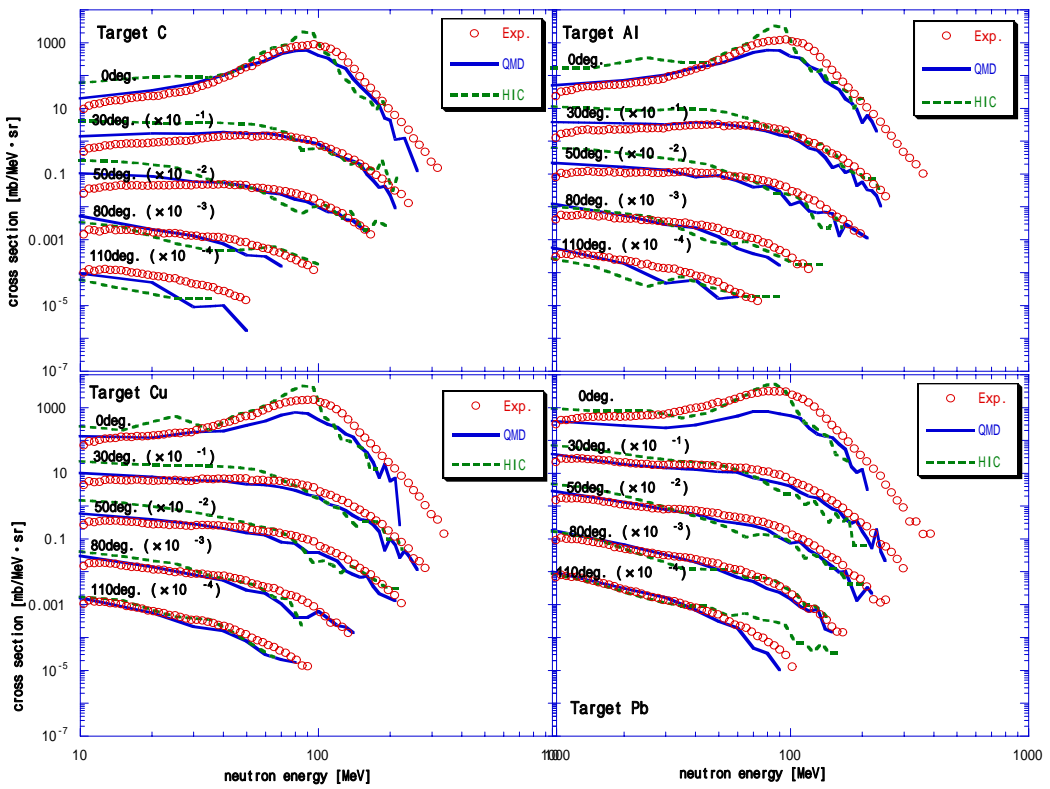 Target C
Exp.
QMD
HIC
0deg.
30deg. (×10 -1)
50deg. (×10 -2)
80deg. (×10 -3)
110deg. (×10 -4)
1000
10
0.1
0.001
10-5
10-7
cross section [mb/MeV・sr]
Target Al
Exp.
QMD
HIC
0deg.
30deg. (×10 -1)
50deg. (×10 -2)
80deg. (×10 -3)
110deg. (×10 -4)
Target Cu
Exp.
QMD
HIC
0deg.
30deg. (×10 -1)
50deg. (×10 -2)
80deg. (×10 -3)
110deg. (×10 -4)
1000
10
0.1
0.001
10-5
10-7
cross section [mb/MeV・sr]
10 100 1000
neutron energy [MeV]
Exp.
QMD
HIC
0deg.
30deg. (×10 -1)
50deg. (×10 -2)
80deg. (×10 -3)
110deg. (×10 -4)
Target Pb
10 100 1000
neutron energy [MeV]